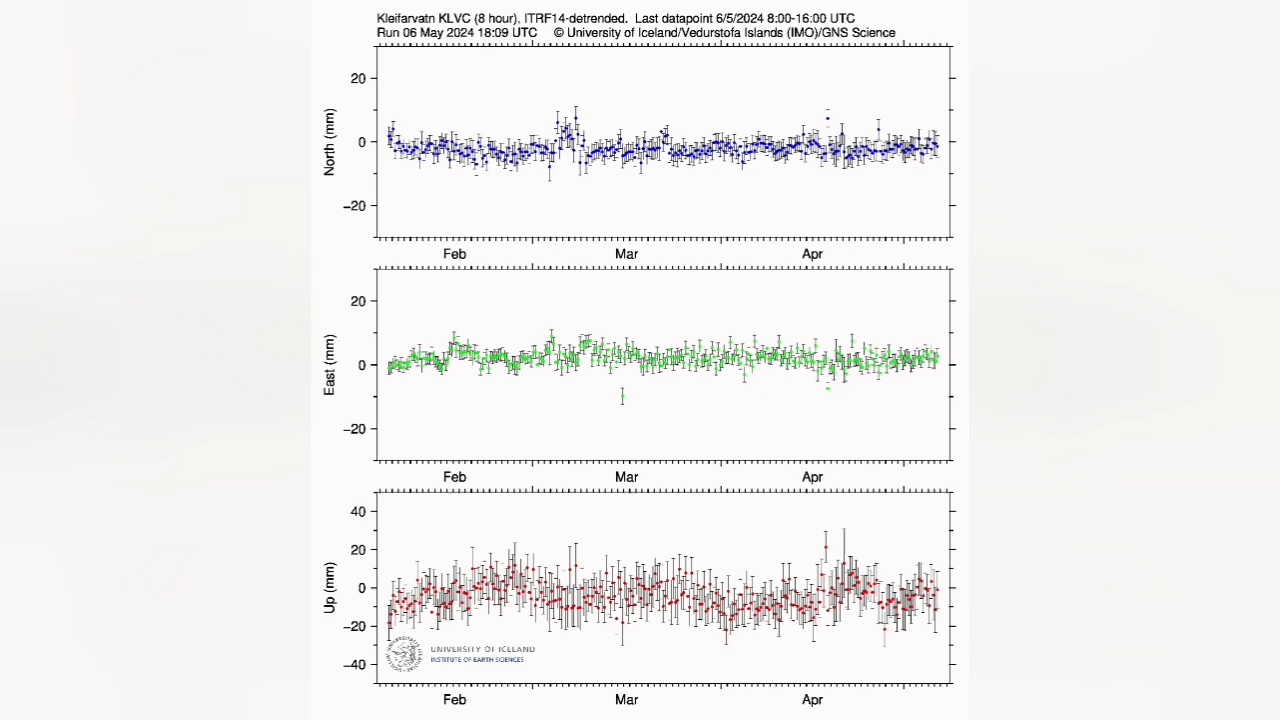 Kleifarvatn KLVC (8 hour), ITRF14-detrended. Last datapoint 6/5/2024 8:00-16:00 UTC
Run 06 May 2024 18:09 UTC © University of Iceland/Vedurstofa Islands (IMO)/GNS Science
20
0
−20
North (mm)
Feb Mar Apr
20
0
−20
East (mm)
Feb Mar Apr
40
20
0
−20
−40
Up (mm)
UNIVERSITY OF ICELAND
INSTITUTE OF EARTH SCIENCES
Feb Mar Apr